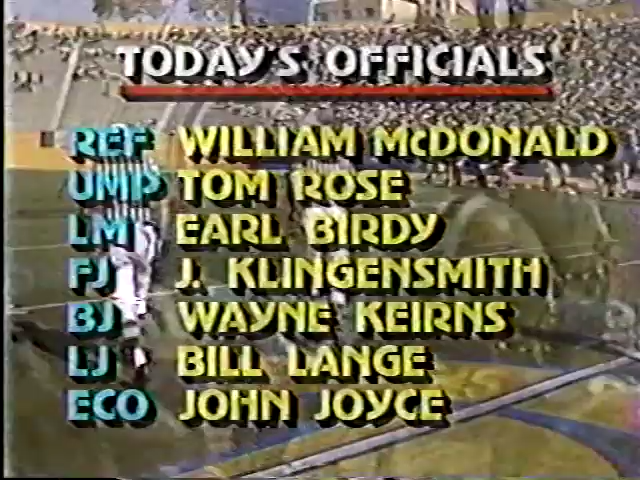 TODAY'S OFFICIALS
REF WILLIAM McDONALD
UMP TOM ROSE
LM EARL BIRDY
FJ J. KLINGENSMITH
BJ WAYNE KEIRNS
LJ BILL LANGE
ECO JOHN JOYCE